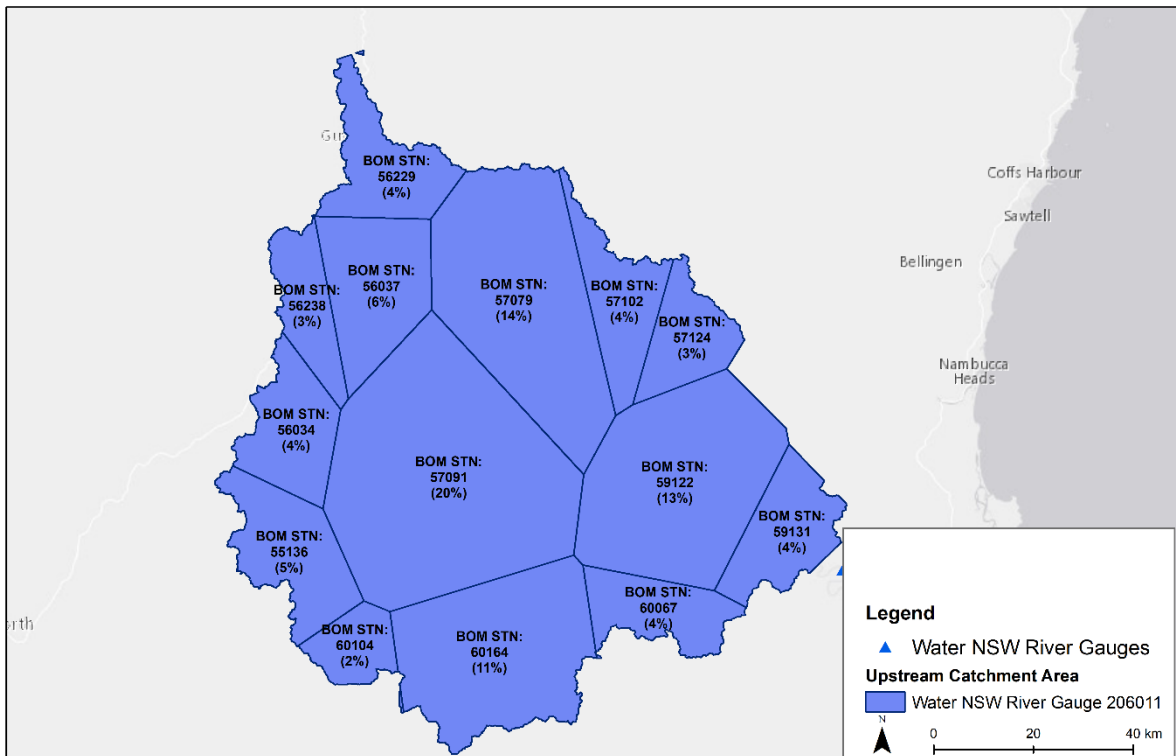 Gu
BOM STN:
56229
(4%)
Coffs Harbour
Sawtell
Bellingen
BOM STN:
56037
(6%)
BOM STN:
56238
(3%)
BOM STN:
57079
(14%)
BOM STN:
57102
(4%)
BOM STN:
57124
(3%)
Nambucca
Heads
BOM STN:
56034
(4%)
BOM STN:
57091
(20%)
BOM STN:
59122
(13%)
BOM STN:
59131
(4%)
BOM STN:
55136
(5%)
BOM STN:
60067
(4%)
orth
BOM STN:
60104
(2%)
BOM STN:
60164
(11%)
Legend
Water NSW River Gauges
Upstream Catchment Area
Water NSW River Gauge 206011
N
0 20 40 km